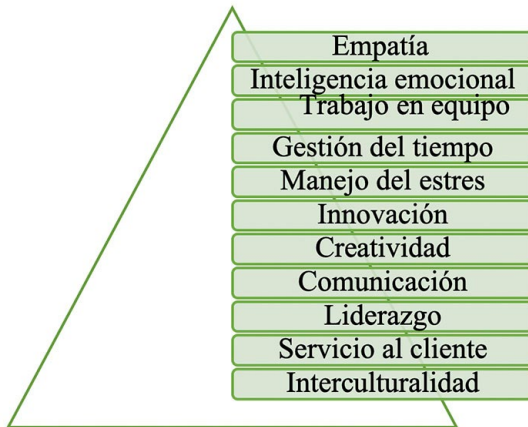 Empatía
Inteligencia emocional
Trabajo en equipo
Gestión del tiempo
Manejo del estres
Innovación
Creatividad
Comunicación
Liderazgo
Servicio al cliente
Interculturalidad